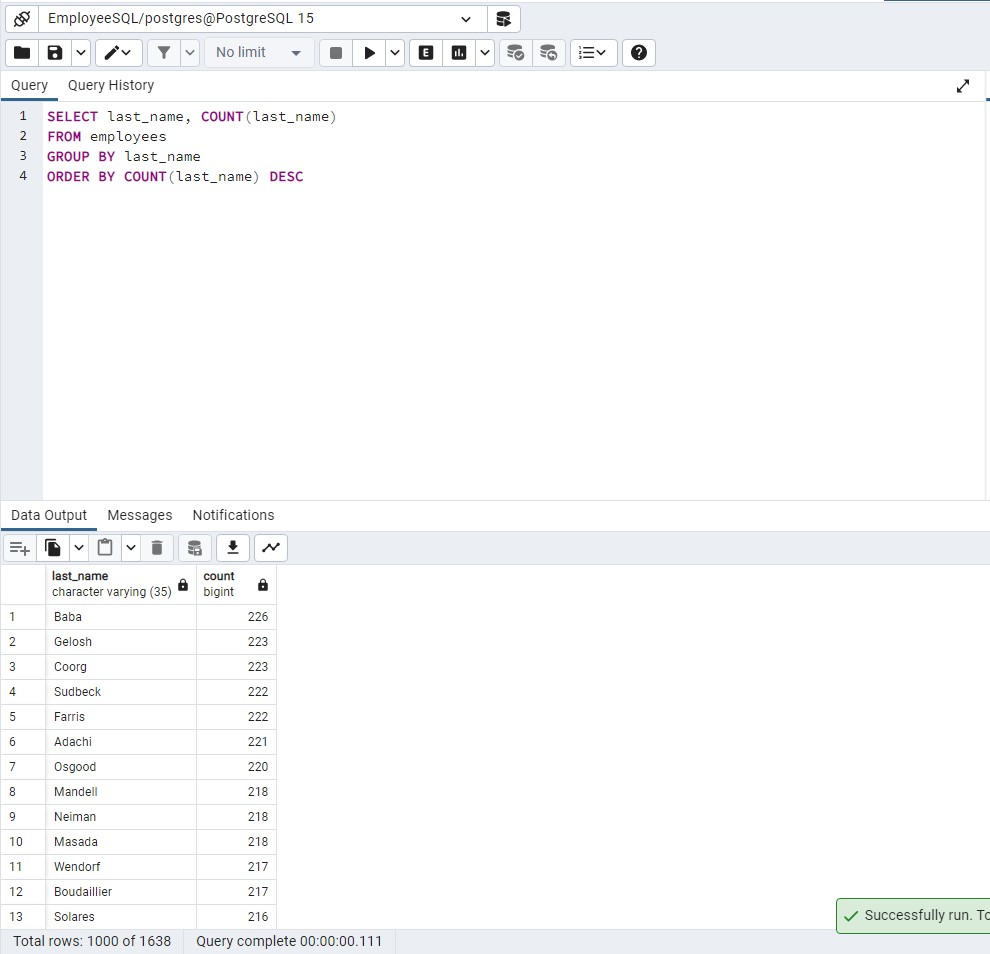 EmployeeSQL/postgres@PostgreSQL 15
No limit
E
Query Query History
1 SELECT last_name, COUNT(last_name)
2 FROM employees
3 GROUP BY last_name
4 ORDER BY COUNT(last_name) DESC
Data Output Messages Notifications
last_name count
character varying (35) bigint
1 Baba 226
2 Gelosh 223
3 Coorg 223
4 Sudbeck 222
5 Farris 222
6 Adachi 221
7 Osgood 220
8 Mandell 218
9 Neiman 218
10 Masada 218
11 Wendorf 217
12 Boudaillier 217
13 Solares 216
Successfully run. To
Total rows: 1000 of 1638 Query complete 00:00:00.111